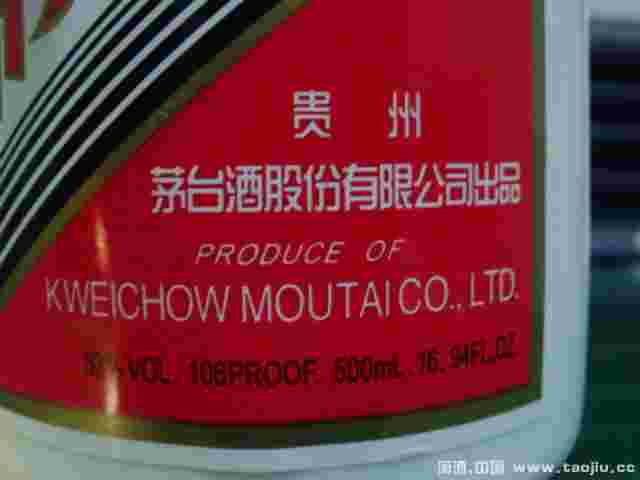 贵州
茅台酒股份有限公司出品
PRODUCE OF
KWEICHOW MOUTAI CO., LTD.
53% VOL. 106PROOF. 500mL. 16.94FL.OZ
www.taojiu.cc